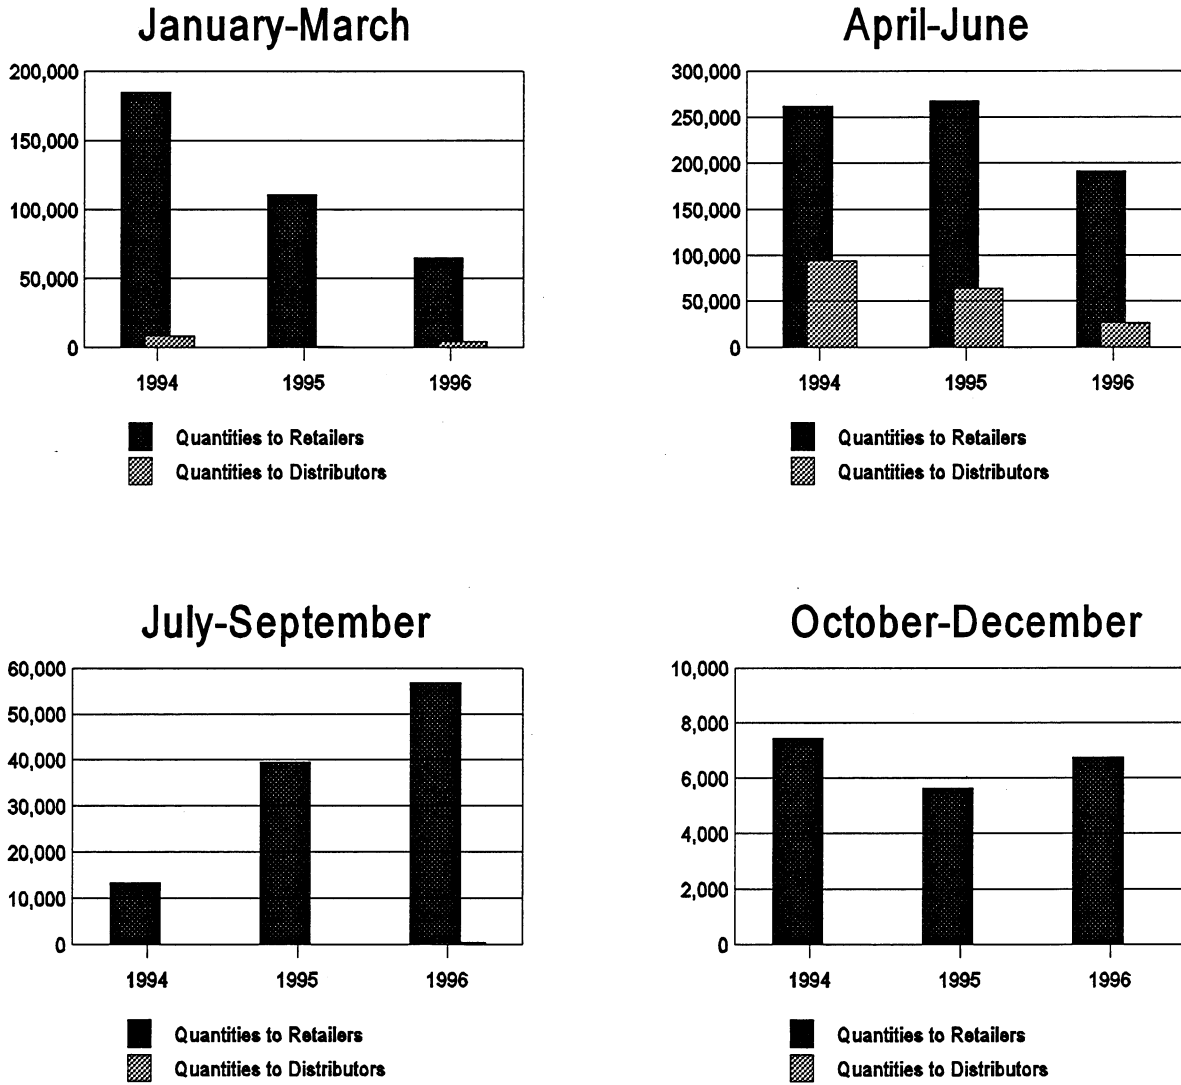 January-March
200,000
150,000
100,000
50,000
0
1994 1995 1996
Quantities to Retailers
Quantities to Distributors
April-June
300,000
250,000
200,000
150,000
100,000
50,000
0
1994 1995 1996
Quantities to Retailers
Quantities to Distributors
July-September
60,000
50,000
40,000
30,000
20,000
10,000
0
1994 1995 1996
Quantities to Retailers
Quantities to Distributors
October-December
10,000
8,000
6,000
4,000
2,000
0
1994 1995 1996
Quantities to Retailers
Quantities to Distributors